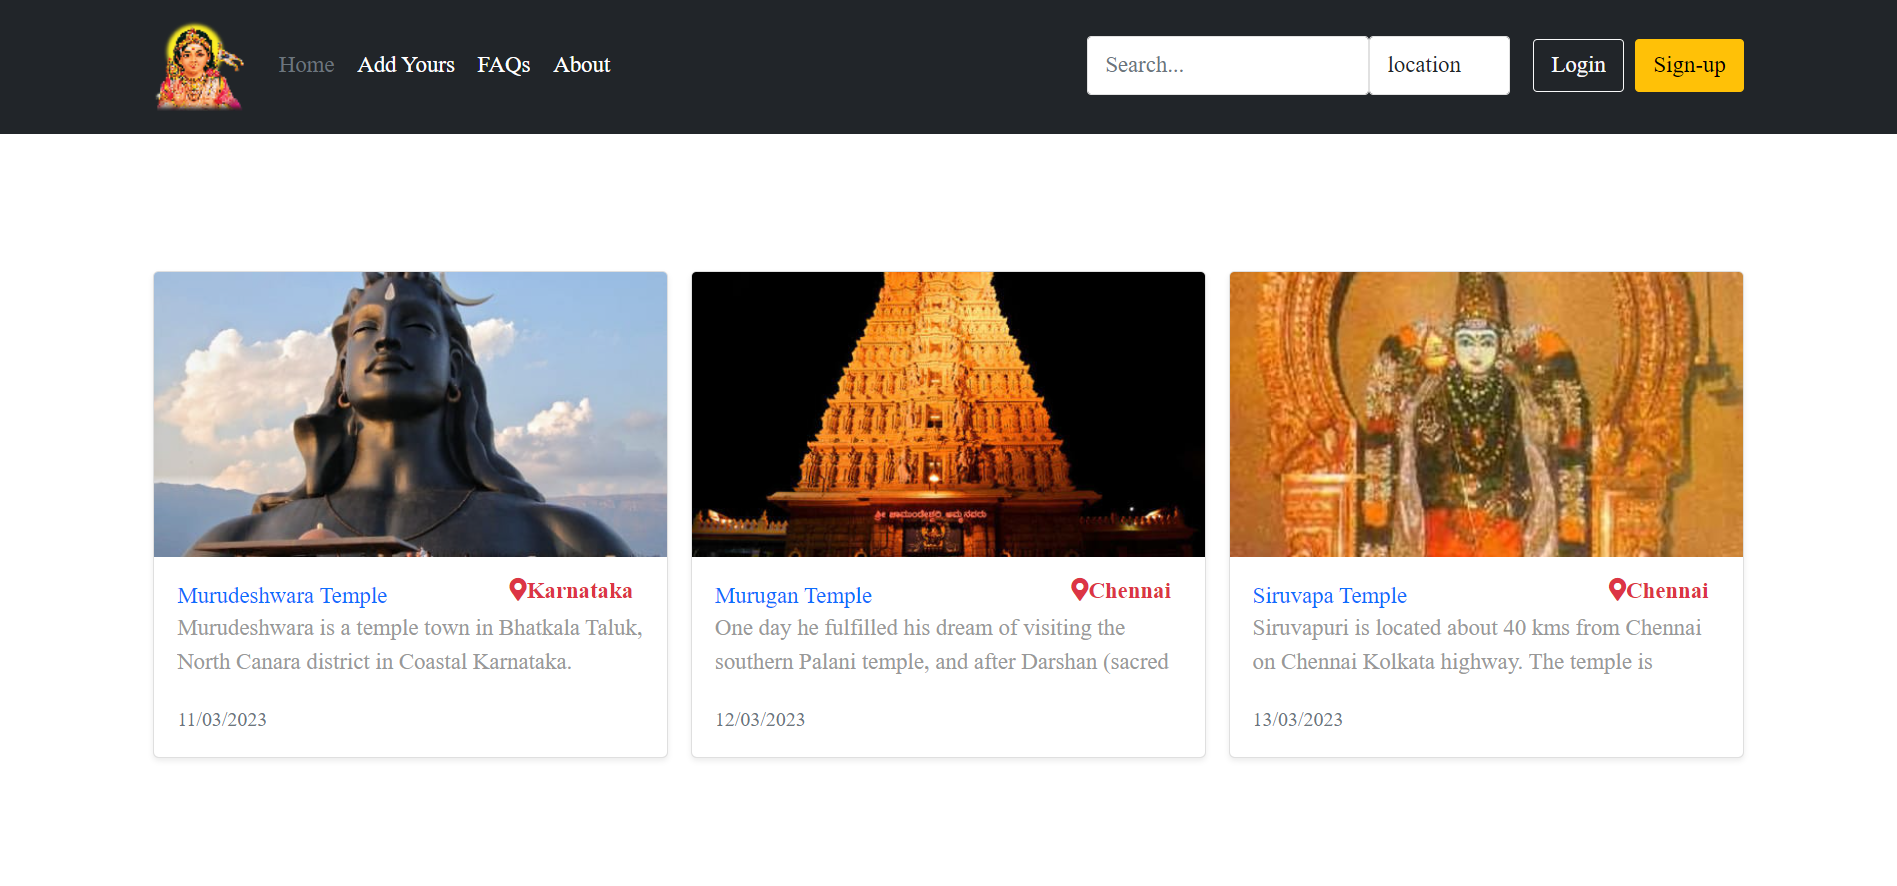 Home Add Yours FAQs About Search... location Login Sign-up
ಶ್ರೀ ಚಾಮುಂಡೇಶ್ವರಿ ಅಮ್ಮನವರು
Murudeshwara Temple Karnataka
Murudeshwara is a temple town in Bhatkala Taluk,
North Canara district in Coastal Karnataka.
11/03/2023
Murugan Temple Chennai
One day he fulfilled his dream of visiting the
southern Palani temple, and after Darshan (sacred
12/03/2023
Siruvapa Temple Chennai
Siruvapuri is located about 40 kms from Chennai
on Chennai Kolkata highway. The temple is
13/03/2023